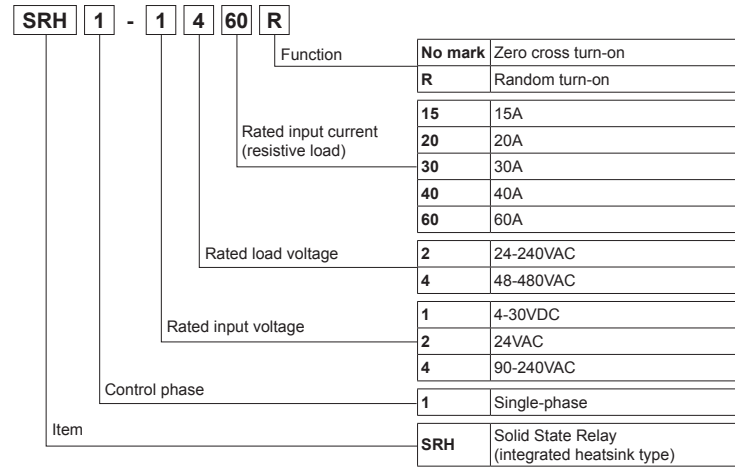 SRH 1 - 1 4 60 R
Function
No mark Zero cross turn-on
R Random turn-on
Rated input current
(resistive load)
15 15A
20 20A
30 30A
40 40A
60 60A
Rated load voltage
2 24-240VAC
4 48-480VAC
Rated input voltage
1 4-30VDC
2 24VAC
4 90-240VAC
Control phase
1 Single-phase
Item
SRH Solid State Relay
(integrated heatsink type)